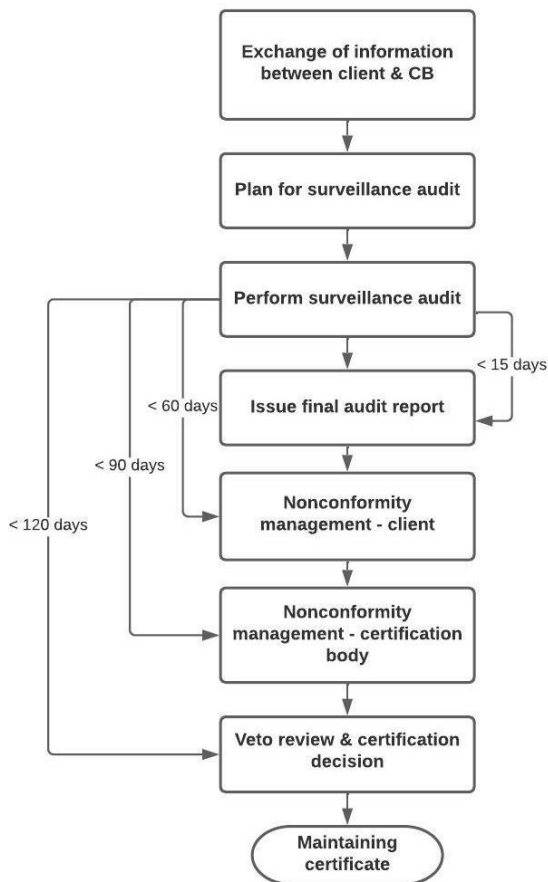 Exchange of information
between client & CB
Plan for surveillance audit
Perform surveillance audit
< 15 days
Issue final audit report
< 60 days
< 90 days
Nonconformity
management - client
< 120 days
Nonconformity
management - certification
body
Veto review & certification
decision
Maintaining
certificate